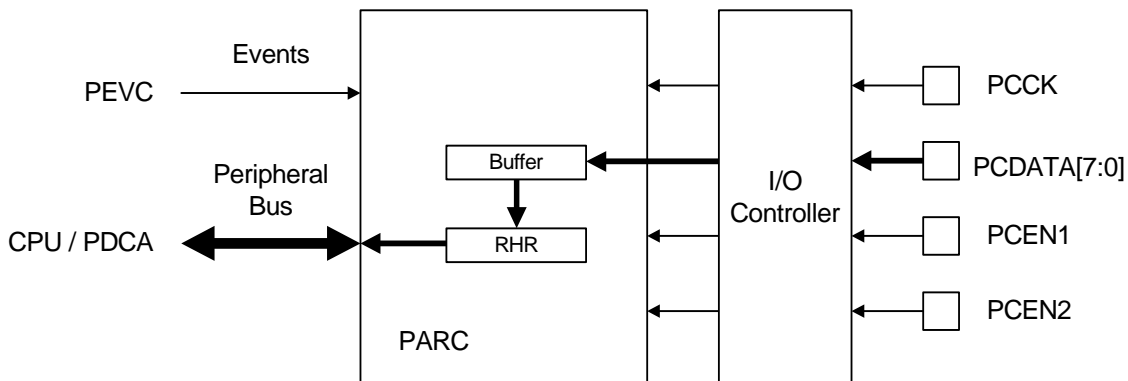 Events
PEVC
PCCK
Buffer
PCDATA[7:0]
Peripheral
Bus
I/O
Controller
CPU / PDCA
RHR
PCEN1
PCEN2
PARC